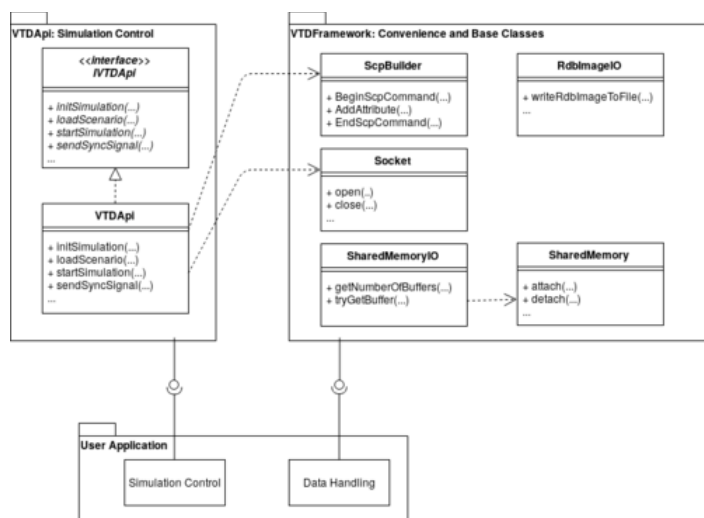 VTDApi: Simulation Control
<<interface>>
IVTDApi
+ initSimulation(...)
+ loadScenario(...)
+ startSimulation(...)
+ sendSyncSignal(...)
...
VTDApi
+ initSimulation(...)
+ loadScenario(...)
+ startSimulation(...)
+ sendSyncSignal(...)
...
VTDFramework: Convenience and Base Classes
ScpBuilder
+ BeginScpCommand(...)
+ AddAttribute(...)
+ EndScpCommand(...)
RdbImageIO
+ writeRdbImageToFile(...)
...
Socket
+ open(..)
+ close(...)
...
SharedMemoryIO
+ getNumberOfBuffers(...)
+ tryGetBuffer(...)
SharedMemory
+ attach(...)
+ detach(...)
...
User Application
Simulation Control
Data Handling